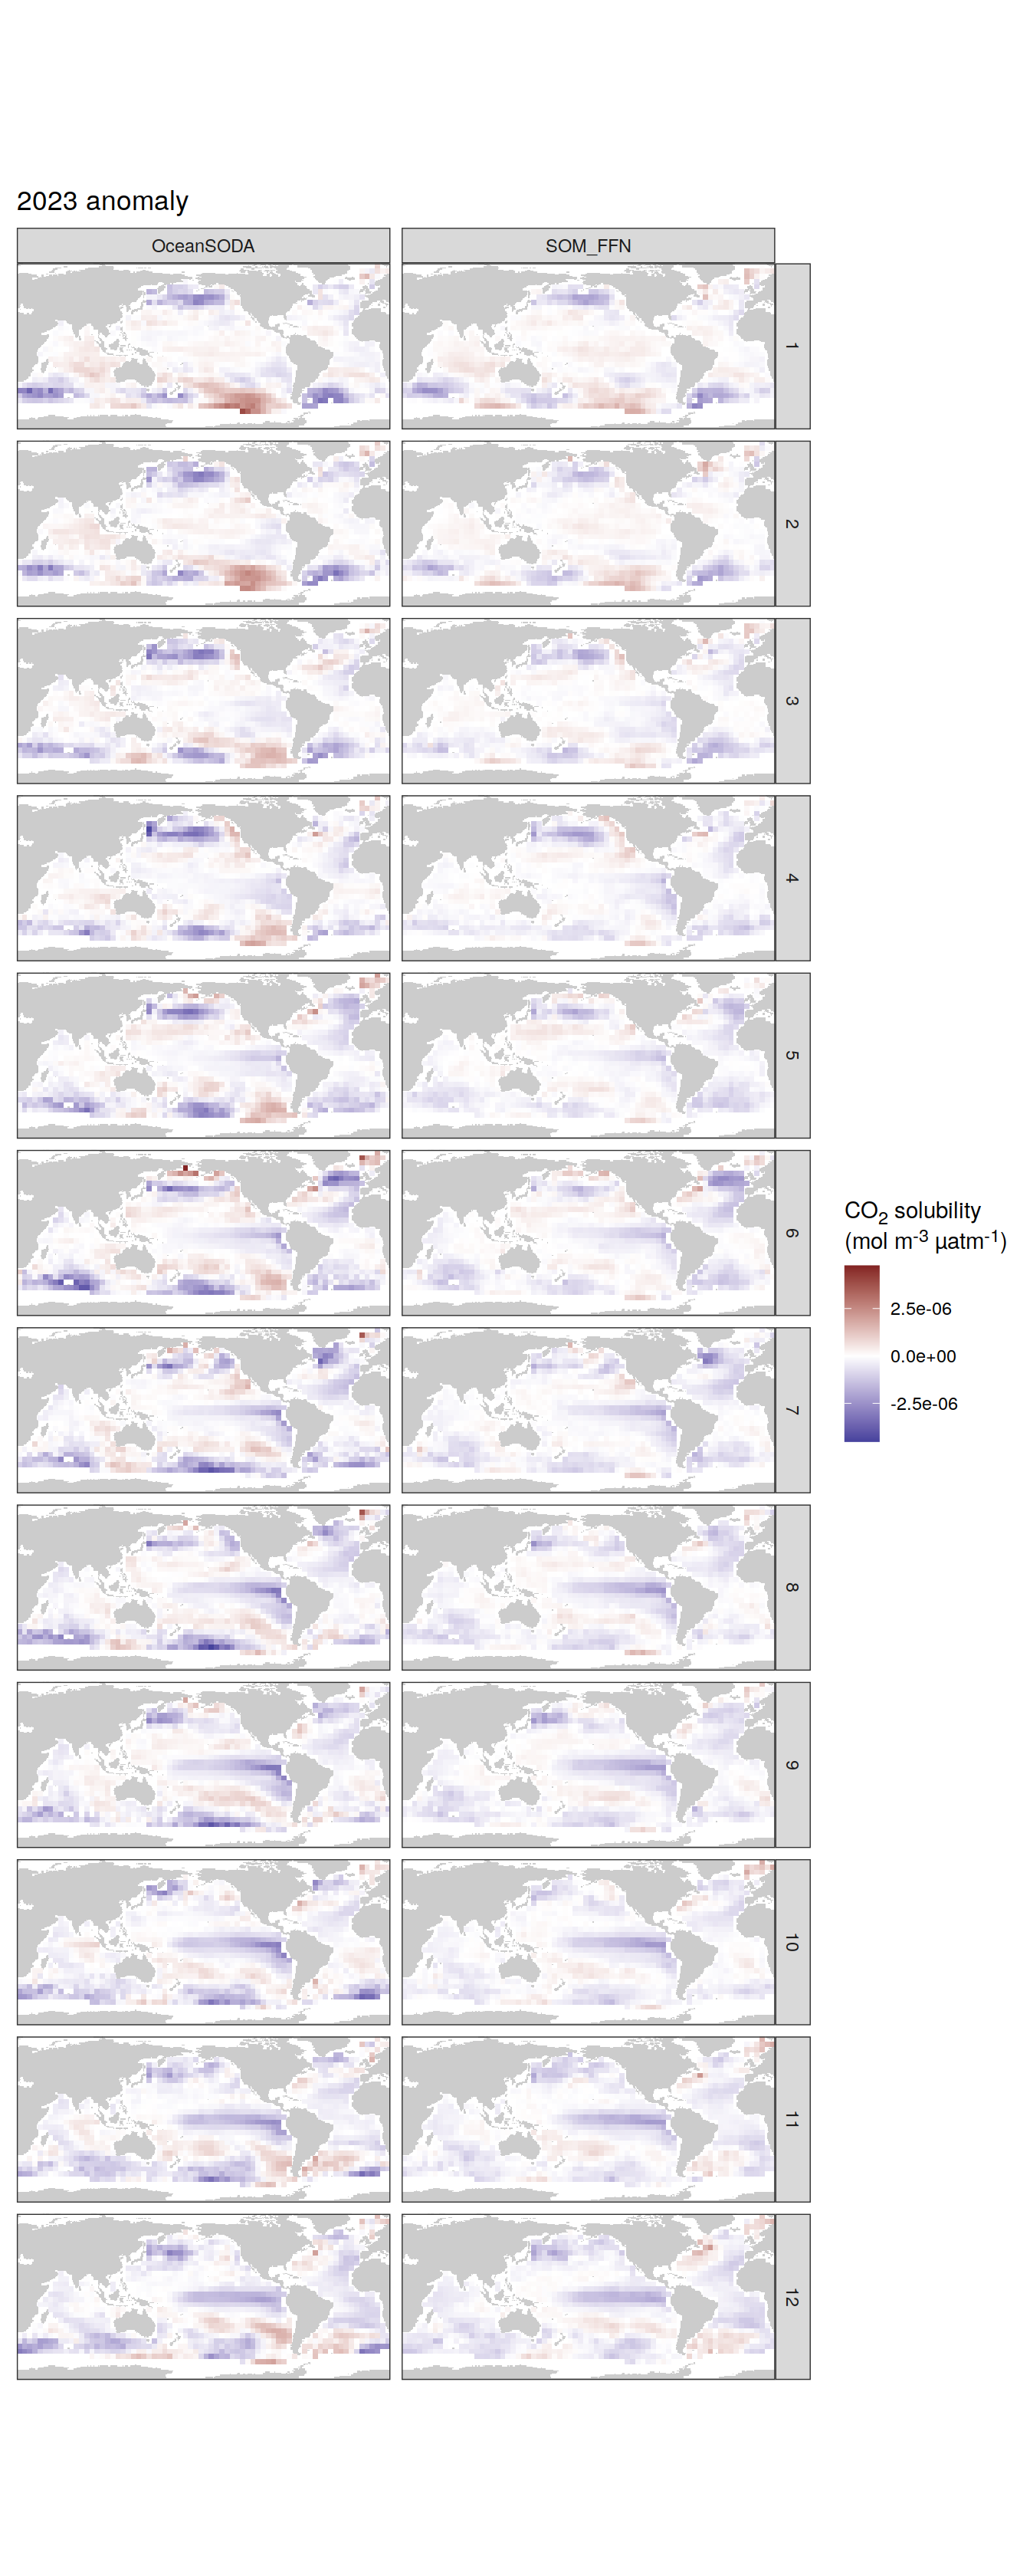 2023 anomaly
OceanSODA SOM_FFN
1
2
3
4
5
6
7
8
9
10
11
12
CO2 solubility
(mol m-3 µatm-1)
2.5e-06
0.0e+00
-2.5e-06